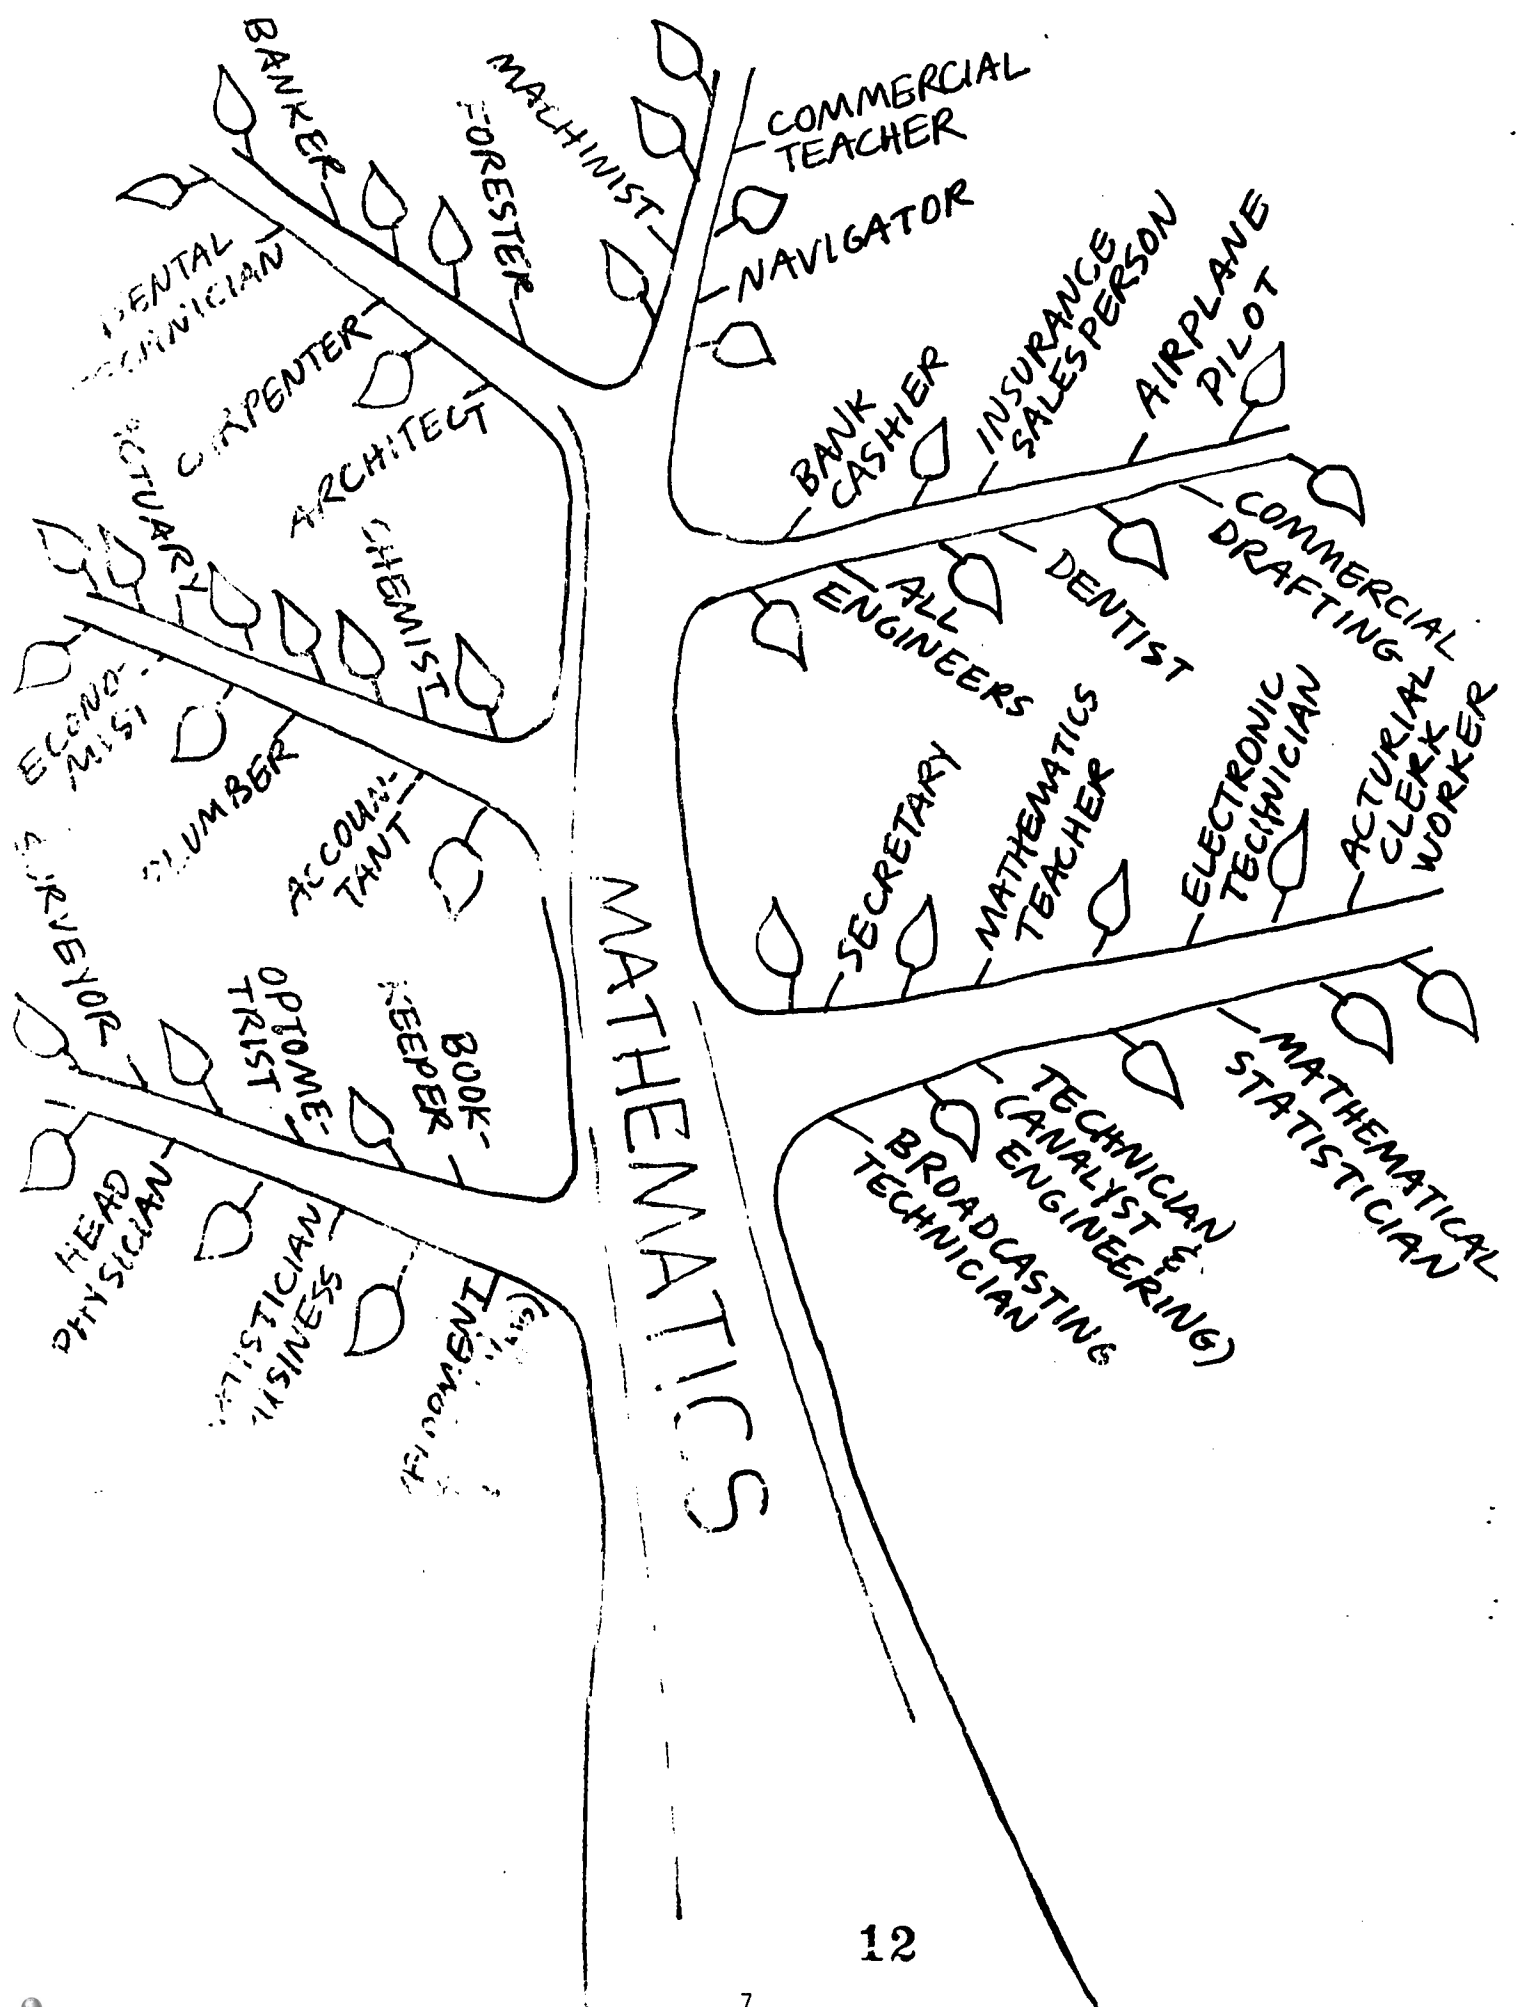 BANKER
FORESTER
MACHINIST
COMMERCIAL
TEACHER
NAVIGATOR
DENTAL
CARPENTER
ARCHITECT
BANK
CASHIER
INSURANCE
SALESPERSON
AIRPLANE
PILOT
ALL
ENGINEERS
DENTIST
COMMERCIAL
DRAFTING
CHEMIST
ECONO-
MIST
PLUMBER
ACCOUN-
TANT
SECRETARY
MATHEMATICS
TEACHER
ELECTRONIC
TECHNICIAN
ACTURIAL
CLERK
WORKER
SURVEYOR
OPTOME-
TRIST
BOOK-
KEEPER
HEAD
PHYSICIAN
BROADCASTING
TECHNICIAN
TECHNICIAN
(ANALYST &
ENGINEERING)
MATHEMATICAL
STATISTICIAN
MATHEMATICS
12
7